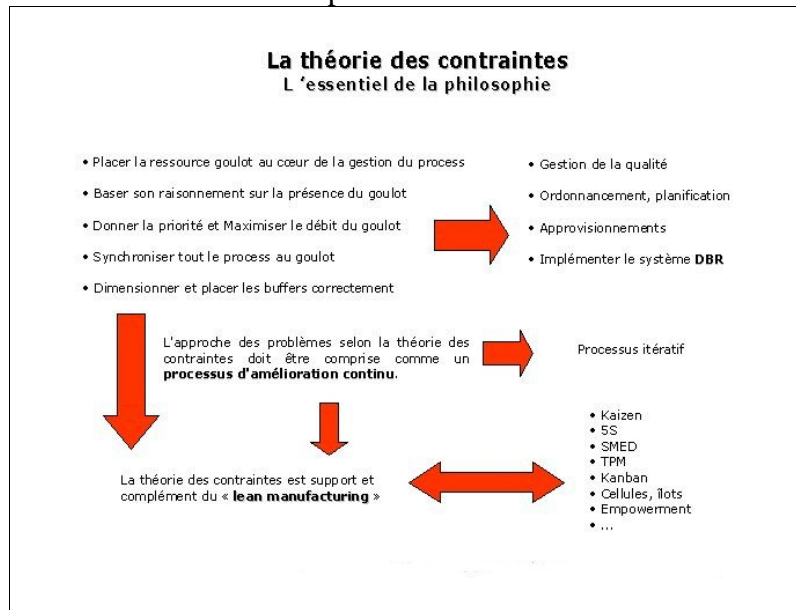 La théorie des contraintes
L ’essentiel de la philosophie
• Placer la ressource goulot au cœur de la gestion du process
• Baser son raisonnement sur la présence du goulot
• Donner la priorité et Maximiser le débit du goulot
• Synchroniser tout le process au goulot
• Dimensionner et placer les buffers correctement
• Gestion de la qualité
• Ordonnancement, planification
• Approvisionnements
• Implémenter le système DBR
L'approche des problèmes selon la théorie des
contraintes doit être comprise comme un
processus d'amélioration continu.
Processus itératif
La théorie des contraintes est support et
complément du « lean manufacturing »
• Kaizen
• 5S
• SMED
• TPM
• Kanban
• Cellules, îlots
• Empowerment
• ...